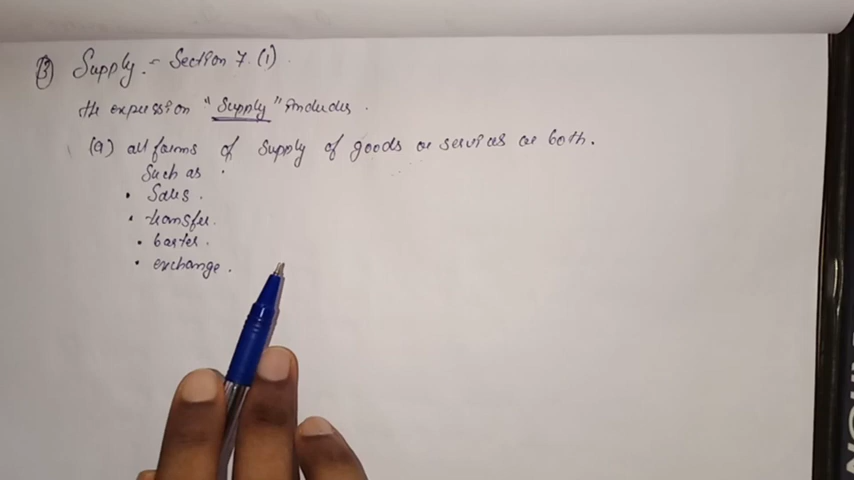 B) Supply :- Section 7.(1).
the expression "Supply" includes.
(a) all forms of supply of goods or services or both.
Such as
• Sales.
• transfer.
• barter.
• exchange.